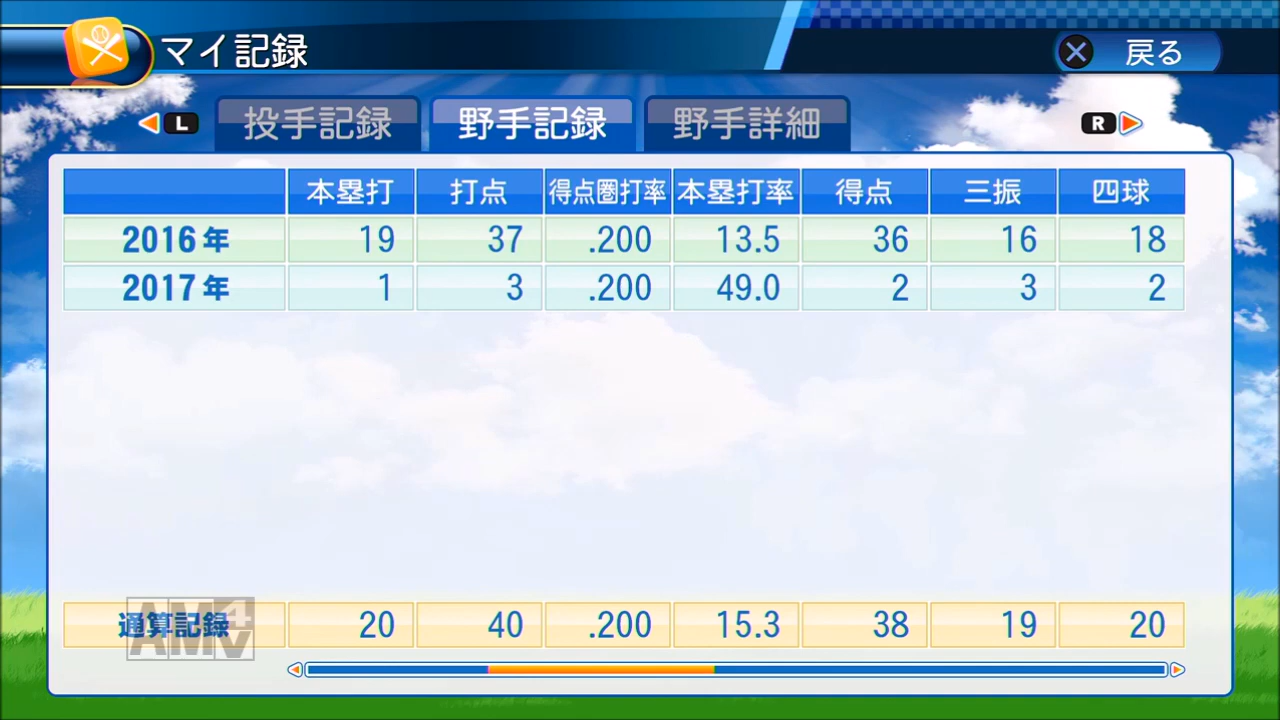 マイ記録
戻る
L 投手記録 野手記録 野手詳細 R
本塁打 打点 得点圏打率 本塁打率 得点 三振 四球
2016年 19 37 .200 13.5 36 16 18
2017年 1 3 .200 49.0 2 3 2
通算記録 20 40 .200 15.3 38 19 20
AMV4